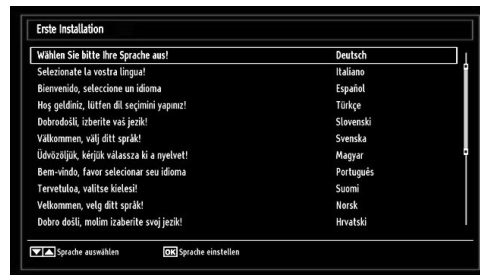 Erste Installation
Wählen Sie bitte Ihre Sprache aus! Deutsch
Selezionate la vostra lingua! Italiano
Bienvenido, seleccione un idioma Español
Hoş geldiniz, lütfen dil seçimini yapınız! Türkçe
Dobrodošli, izberite vaš jezik! Slovenski
Välkommen, välj ditt språk! Svenska
Üdvözöljük, kérjük válassza ki a nyelvet! Magyar
Bem-vindo, favor selecionar seu idioma Português
Tervetuloa, valitse kielesi! Suomi
Velkommen, velg ditt språk! Norsk
Dobro došli, molim izaberite svoj jezik! Hrvatski
Sprache auswählen OK Sprache einstellen